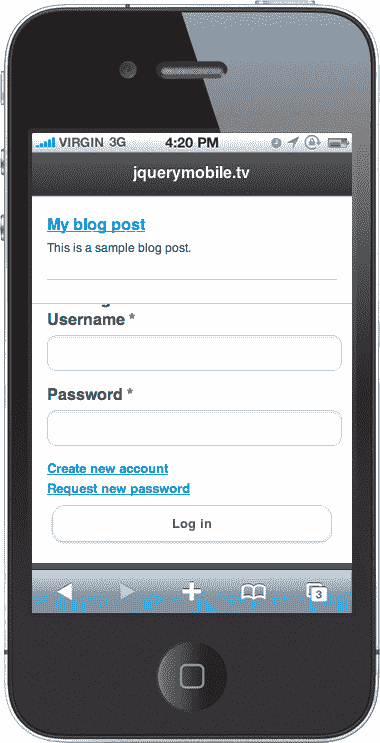 VIRGIN 3G 4:20 PM
jquerymobile.tv
My blog post
This is a sample blog post.
Username *
Password *
Create new account
Request new password
Log in
3